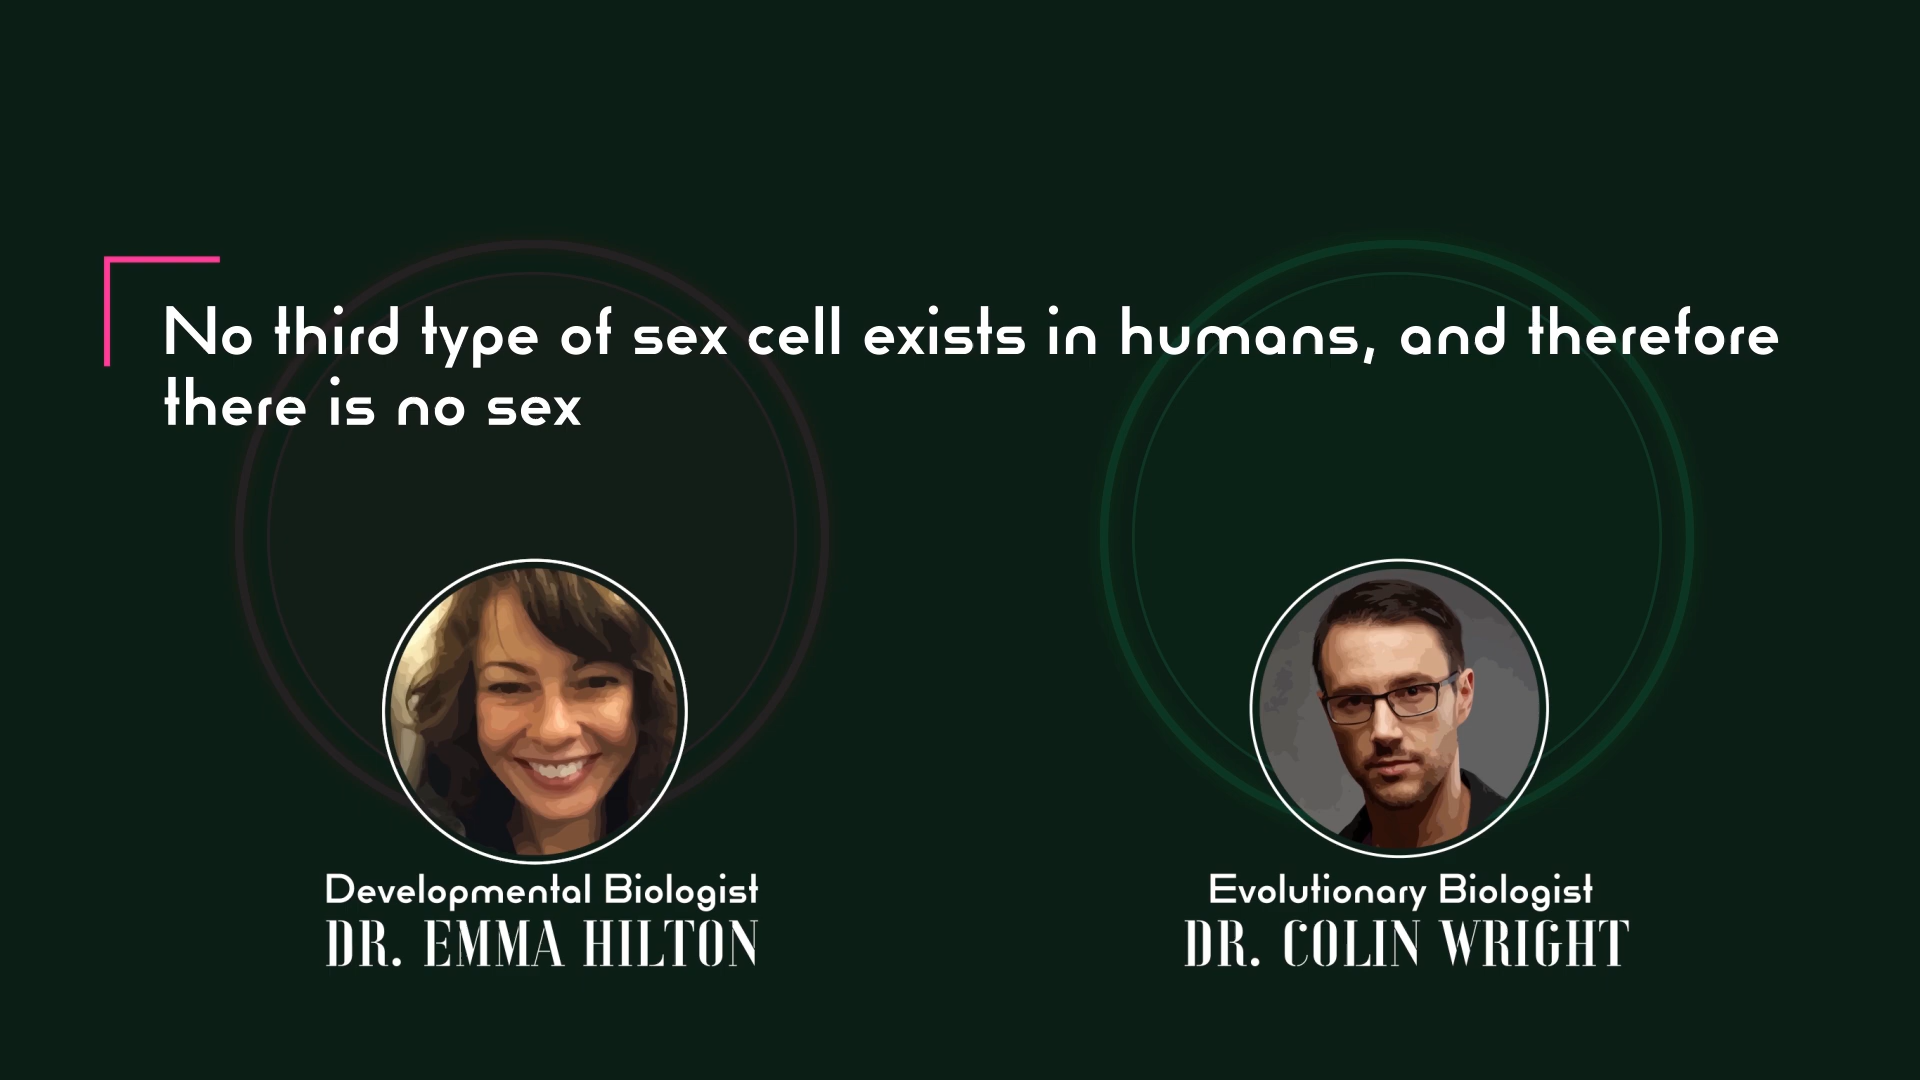 No third type of sex cell exists in humans, and therefore
there is no sex
Developmental Biologist
DR. EMMA HILTON
Evolutionary Biologist
DR. COLIN WRIGHT